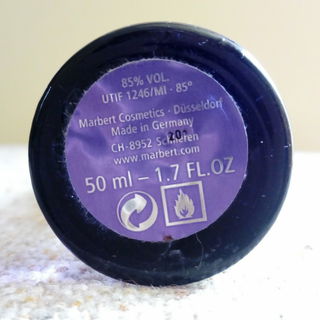 85% VOL.
UTIF 1246/MI - 85°
Marbert Cosmetics - Düsseldorf
Made in Germany
CH-8952 Schlieren
www.marbert.com
50 ml – 1.7 FL.OZ